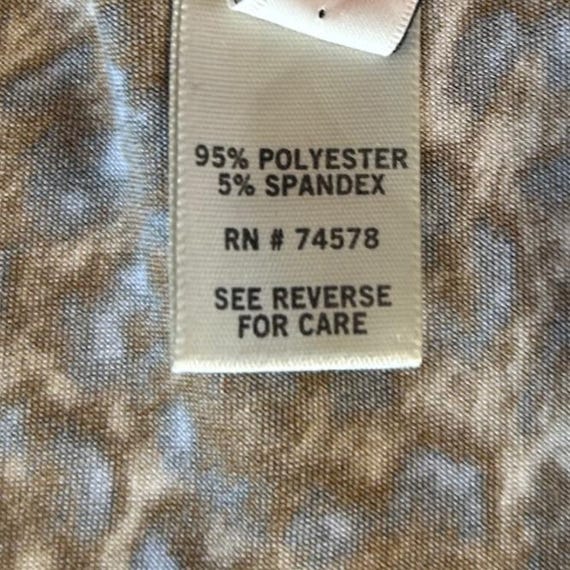 95% POLYESTER
5% SPANDEX
RN # 74578
SEE REVERSE
FOR CARE